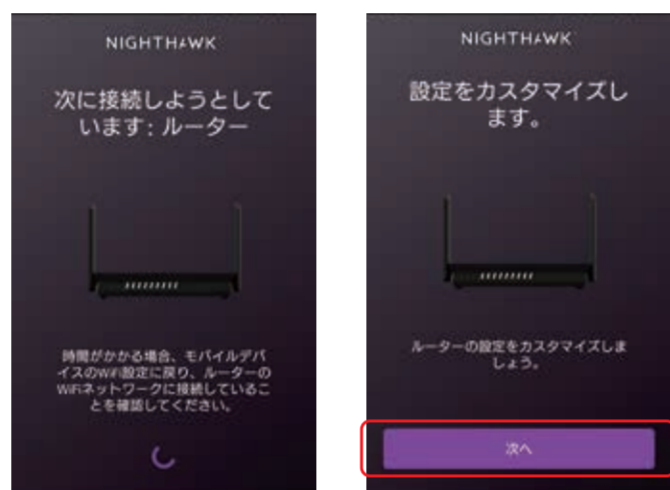 NIGHTHAWK
次に接続しようとして
います: ルーター
時間がかかる場合、モバイルデバ
イスのWiFi設定に戻り、ルーターの
WiFiネットワークに接続しているこ
とを確認してください。
NIGHTHAWK
設定をカスタマイズし
ます。
ルーターの設定をカスタマイズしま
しょう。
次へ